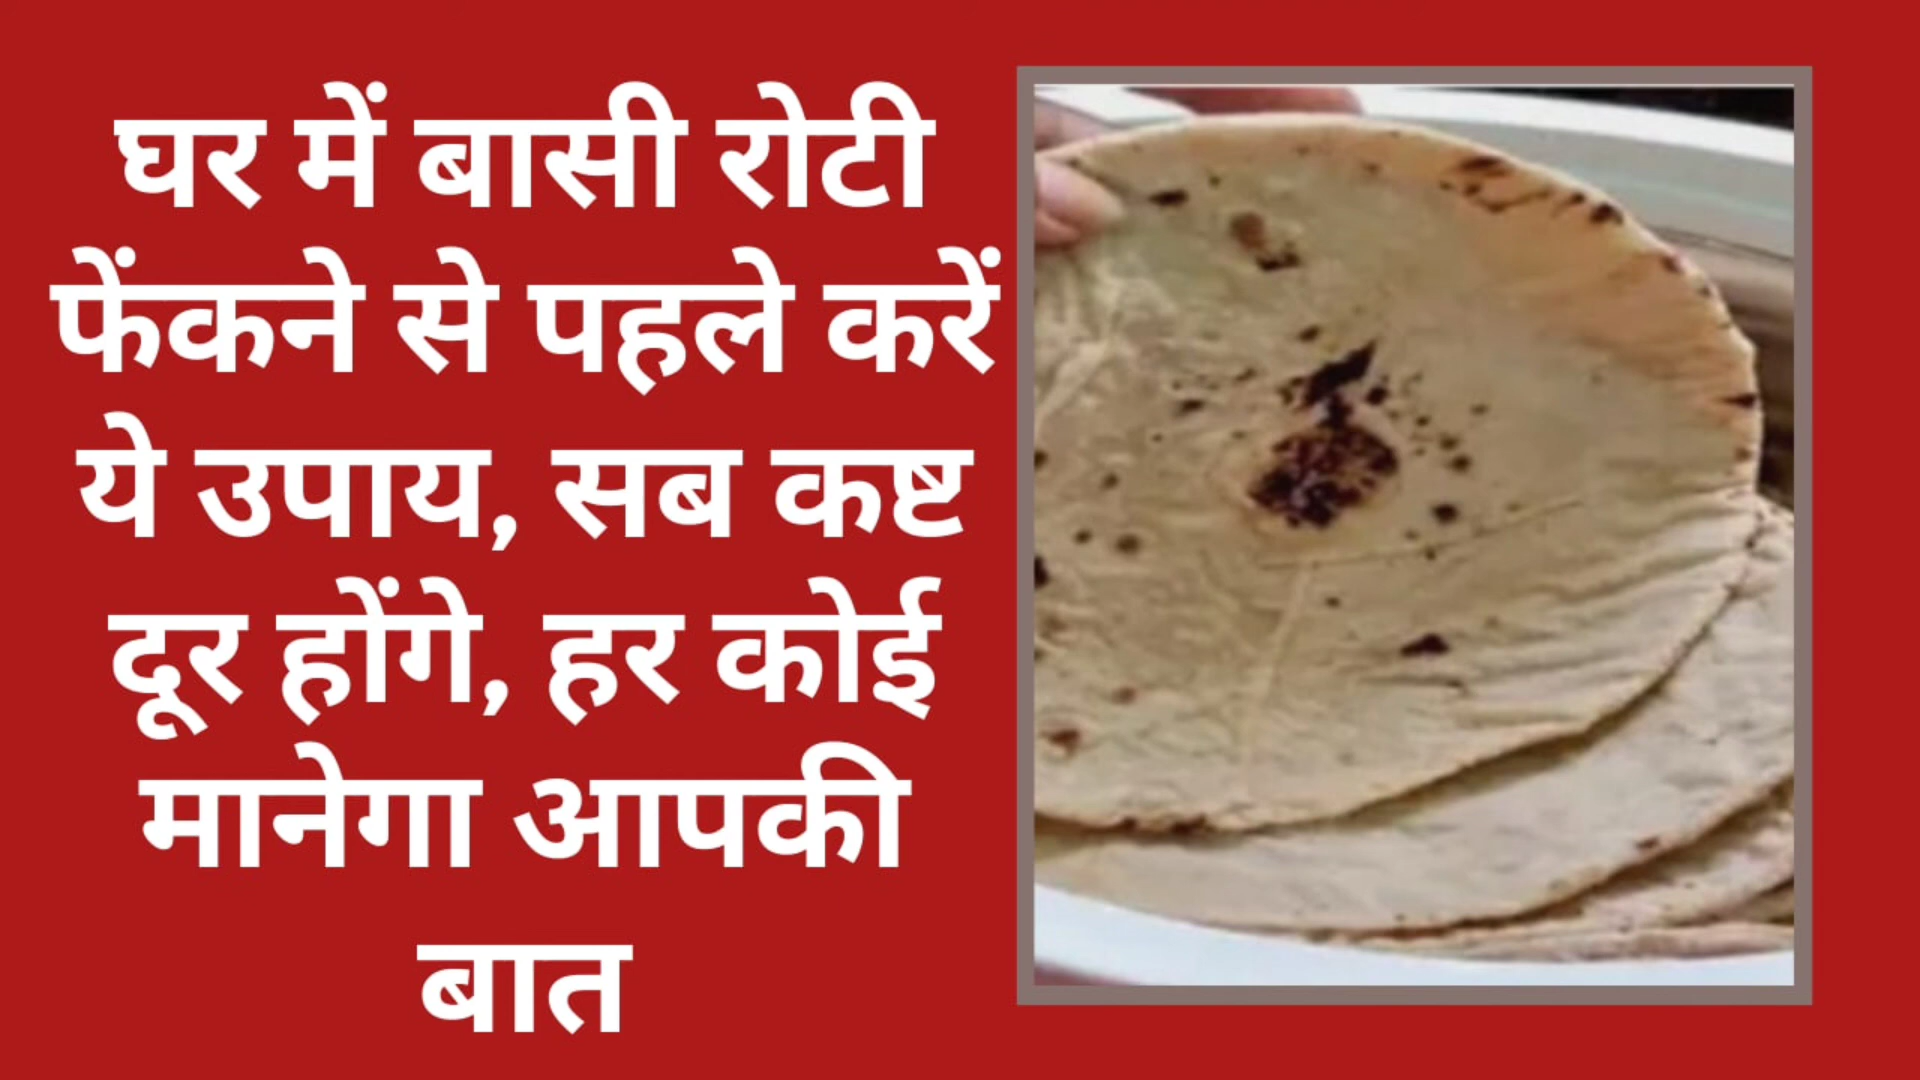 घर में बासी रोटी
फेंकने से पहले करें
ये उपाय, सब कष्ट
दूर होंगे, हर कोई
मानेगा आपकी
बात